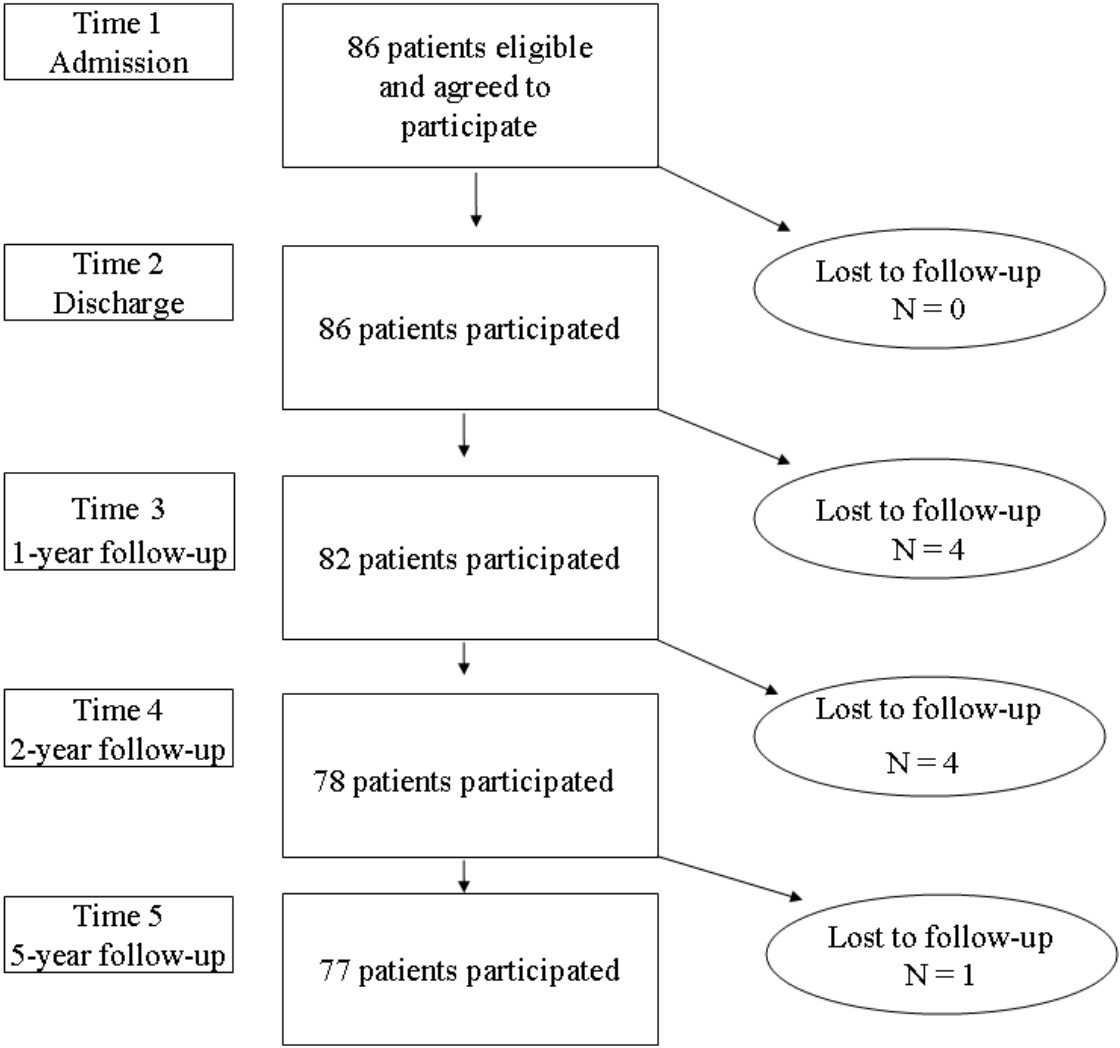 Time 1
Admission
86 patients eligible
and agreed to
participate
Time 2
Discharge
86 patients participated
Lost to follow-up
N = 0
Time 3
1-year follow-up
82 patients participated
Lost to follow-up
N = 4
Time 4
2-year follow-up
78 patients participated
Lost to follow-up
N = 4
Time 5
5-year follow-up
77 patients participated
Lost to follow-up
N = 1